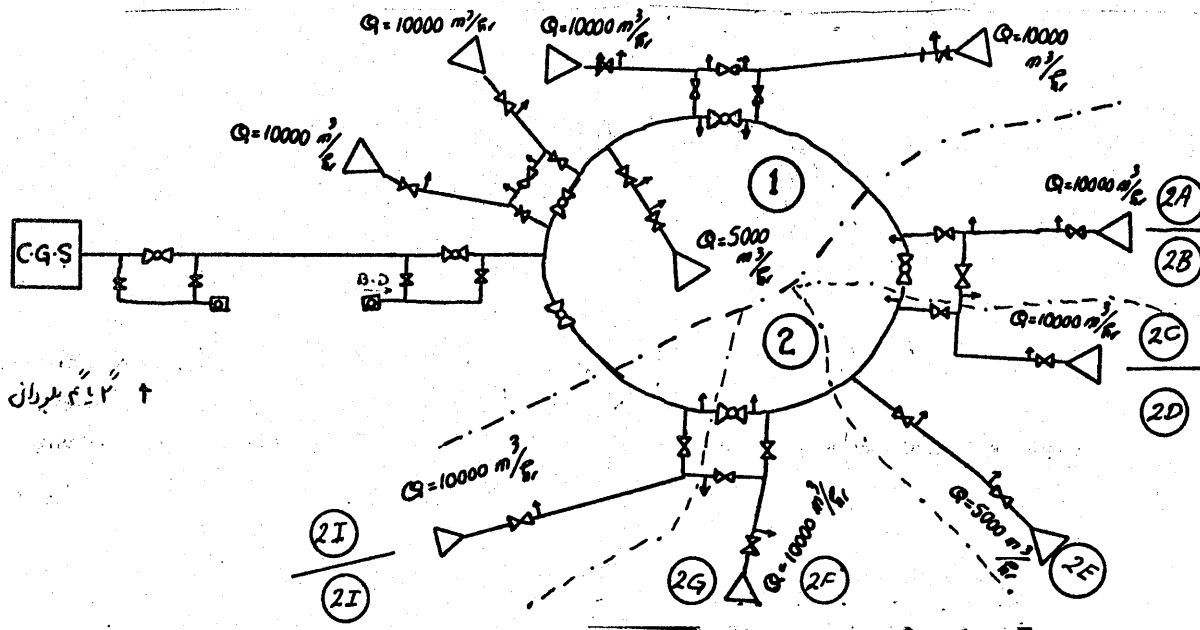 Q=10000 m³/hr
Q=10000 m³/hr
Q=10000
m³/hr
Q=10000 m³/
hr
1
Q=10000 m³/hr
2A
2B
C.G.S
Q=5000
m³/
hr
B.D
Q=10000 m³/hr
2C
2
2D
Q=10000 m³/hr
Q=10000 m³/hr
Q=5000 m³
/hr
2I
2I
2G
2F
2E